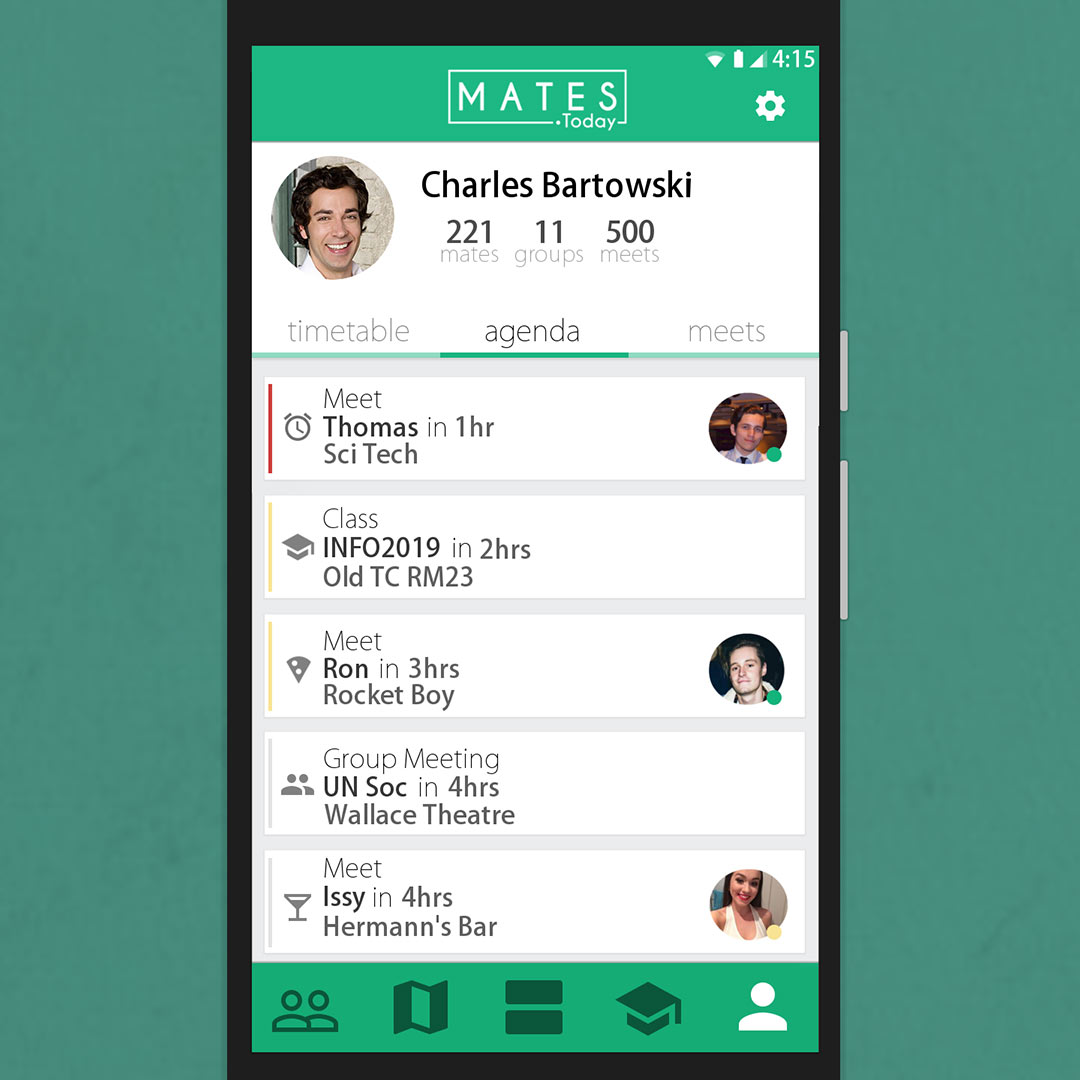 4:15
MATES
.Today
Charles Bartowski
221 11 500
mates groups meets
timetable agenda meets
Meet
Thomas in 1hr
Sci Tech
Class
INFO2019 in 2hrs
Old TC RM23
Meet
Ron in 3hrs
Rocket Boy
Group Meeting
UN Soc in 4hrs
Wallace Theatre
Meet
Issy in 4hrs
Hermann's Bar